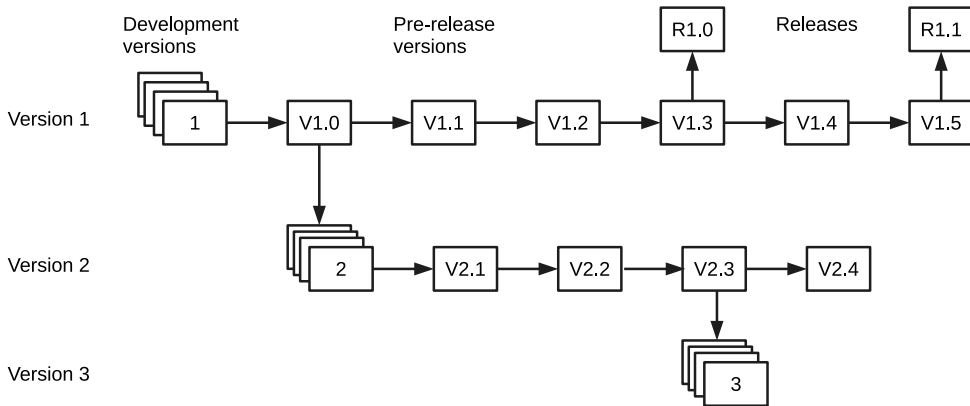 Development
versions
Pre-release
versions
R1.0
Releases
R1.1
Version 1
1
V1.0
V1.1
V1.2
V1.3
V1.4
V1.5
Version 2
2
V2.1
V2.2
V2.3
V2.4
Version 3
3